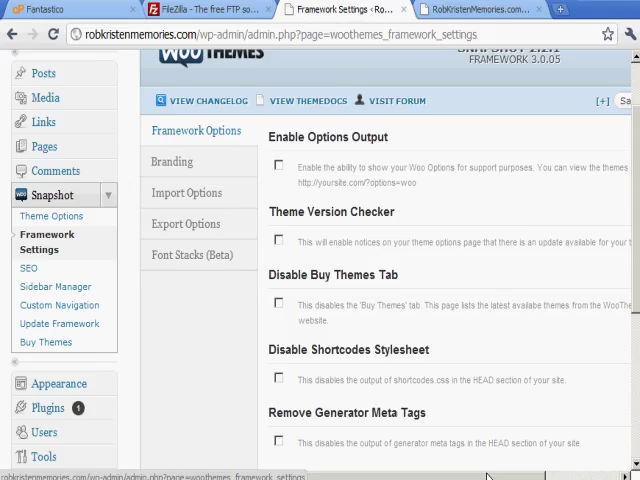 Fantastico
FileZilla - The free FTP so...
Framework Settings ‹ Ro...
RobKristenMemories.com...
robkristenmemories.com/wp-admin/admin.php?page=woothemes_framework_settings
WOOTHEMES
SNAPSHOT 2.2.1
FRAMEWORK 3.0.05
VIEW CHANGELOG
VIEW THEMEDOCS
VISIT FORUM
[+]
Sa
Posts
Media
Links
Pages
Comments
Snapshot
Theme Options
Framework
Settings
SEO
Sidebar Manager
Custom Navigation
Update Framework
Buy Themes
Appearance
Plugins 1
Users
Tools
Framework Options
Branding
Import Options
Export Options
Font Stacks (Beta)
Enable Options Output
Enable the ability to show your Woo Options for support purposes. You can view the themes
http://yoursite.com/?options=woo
Theme Version Checker
This will enable notices on your theme options page that there is an update available for your t
Disable Buy Themes Tab
This disables the 'Buy Themes' tab. This page lists the latest availabe themes from the WooThe
website.
Disable Shortcodes Stylesheet
This disables the output of shortcodes.css in the HEAD section of your site.
Remove Generator Meta Tags
This disables the output of generator meta tags in the HEAD section of your site.
robkristenmemories.com/wp-admin/admin.php?page=woothemes_framework_settings